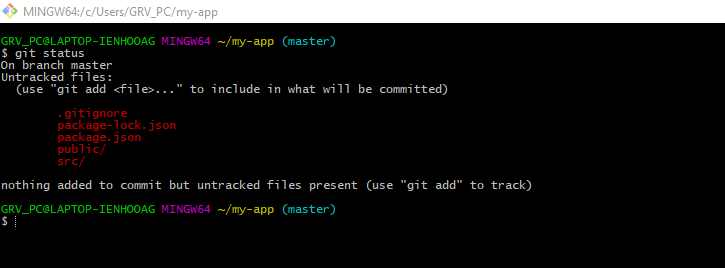 MINGW64:/c/Users/GRV_PC/my-app
GRV_PC@LAPTOP-IENHOOAG MINGW64 ~/my-app (master)
$ git status
On branch master
Untracked files:
  (use "git add <file>..." to include in what will be committed)
        .gitignore
        package-lock.json
        package.json
        public/
        src/
nothing added to commit but untracked files present (use "git add" to track)
GRV_PC@LAPTOP-IENHOOAG MINGW64 ~/my-app (master)
$